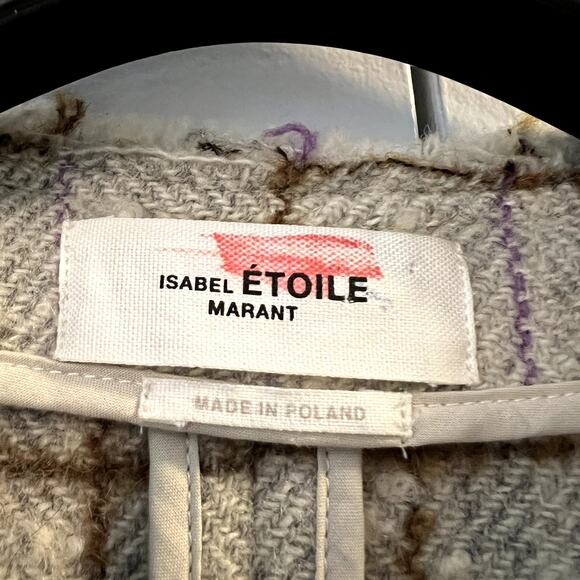 ISABEL ÉTOILE
MARANT
MADE IN POLAND